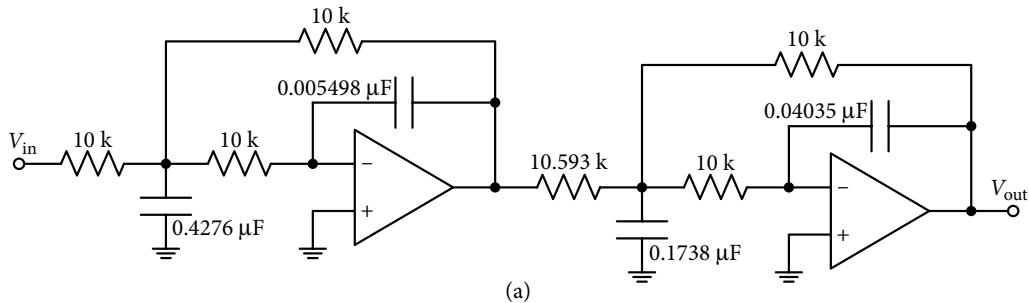 10 k
10 k
0.005498 μF
0.04035 μF
V_in
10 k
10 k
−
+
10.593 k
10 k
−
+
V_out
0.4276 μF
0.1738 μF
(a)